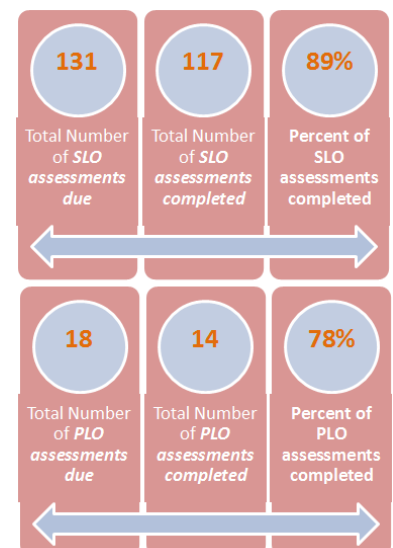 131
Total Number
of SLO
assessments
due
117
Total Number
of SLO
assessments
completed
89%
Percent of
SLO
assessments
completed
18
Total Number
of PLO
assessments
due
14
Total Number
of PLO
assessments
completed
78%
Percent of
PLO
assessments
completed